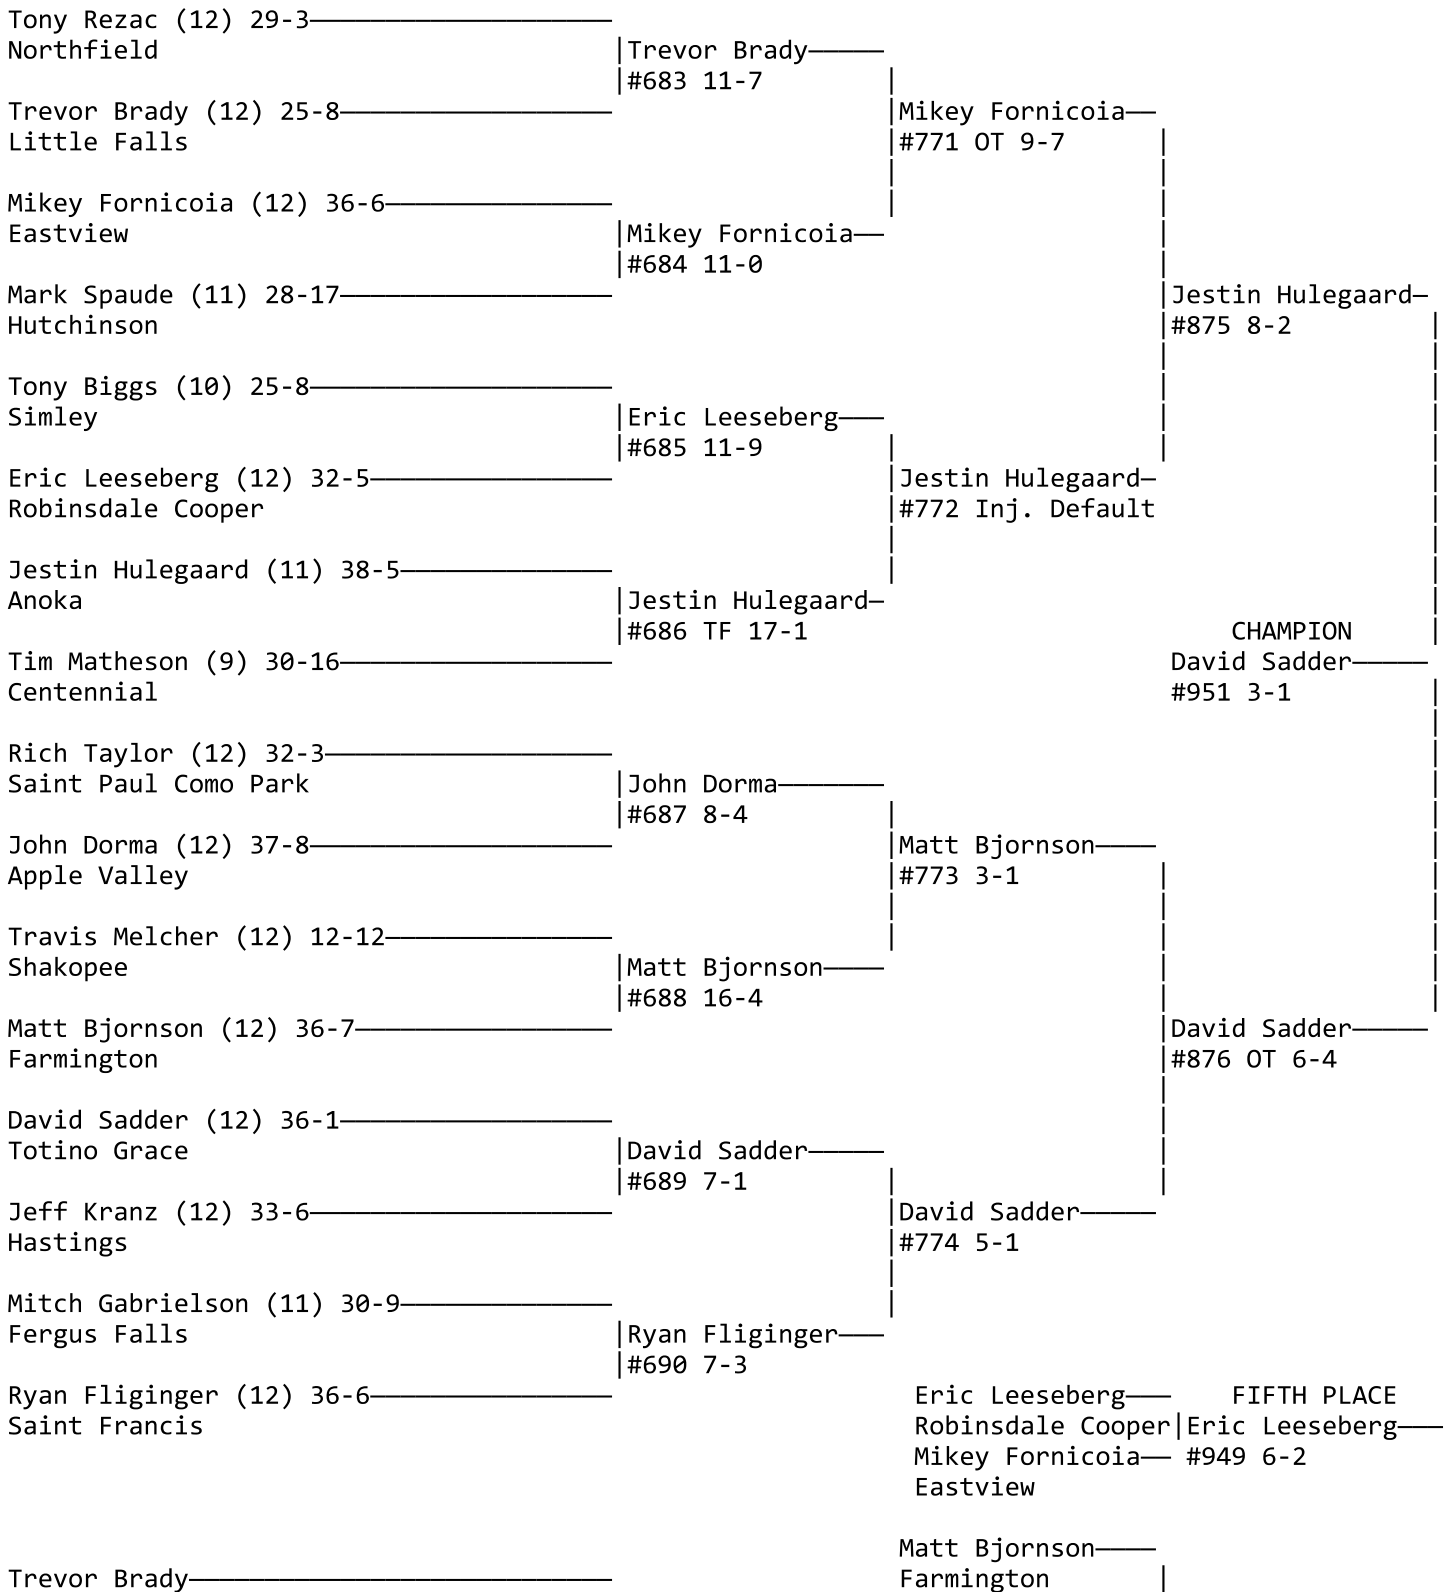 Tony Rezac (12) 29-3
Northfield
Trevor Brady
#683 11-7
Trevor Brady (12) 25-8
Mikey Fornicoia
Little Falls
#771 OT 9-7
Mikey Fornicoia (12) 36-6
Eastview
Mikey Fornicoia
#684 11-0
Mark Spaude (11) 28-17
Jestin Hulegaard
Hutchinson
#875 8-2
Tony Biggs (10) 25-8
Simley
Eric Leeseberg
#685 11-9
Eric Leeseberg (12) 32-5
Jestin Hulegaard
Robinsdale Cooper
#772 Inj. Default
Jestin Hulegaard (11) 38-5
Anoka
Jestin Hulegaard
#686 TF 17-1
CHAMPION
Tim Matheson (9) 30-16
David Sadder
Centennial
#951 3-1
Rich Taylor (12) 32-3
Saint Paul Como Park
John Dorma
#687 8-4
John Dorma (12) 37-8
Matt Bjornson
Apple Valley
#773 3-1
Travis Melcher (12) 12-12
Shakopee
Matt Bjornson
#688 16-4
Matt Bjornson (12) 36-7
David Sadder
Farmington
#876 OT 6-4
David Sadder (12) 36-1
Totino Grace
David Sadder
#689 7-1
Jeff Kranz (12) 33-6
David Sadder
Hastings
#774 5-1
Mitch Gabrielson (11) 30-9
Fergus Falls
Ryan Fliginger
#690 7-3
Ryan Fliginger (12) 36-6
Eric Leeseberg
FIFTH PLACE
Saint Francis
Robinsdale Cooper
Eric Leeseberg
Mikey Fornicoia
#949 6-2
Eastview
Matt Bjornson
Trevor Brady
Farmington